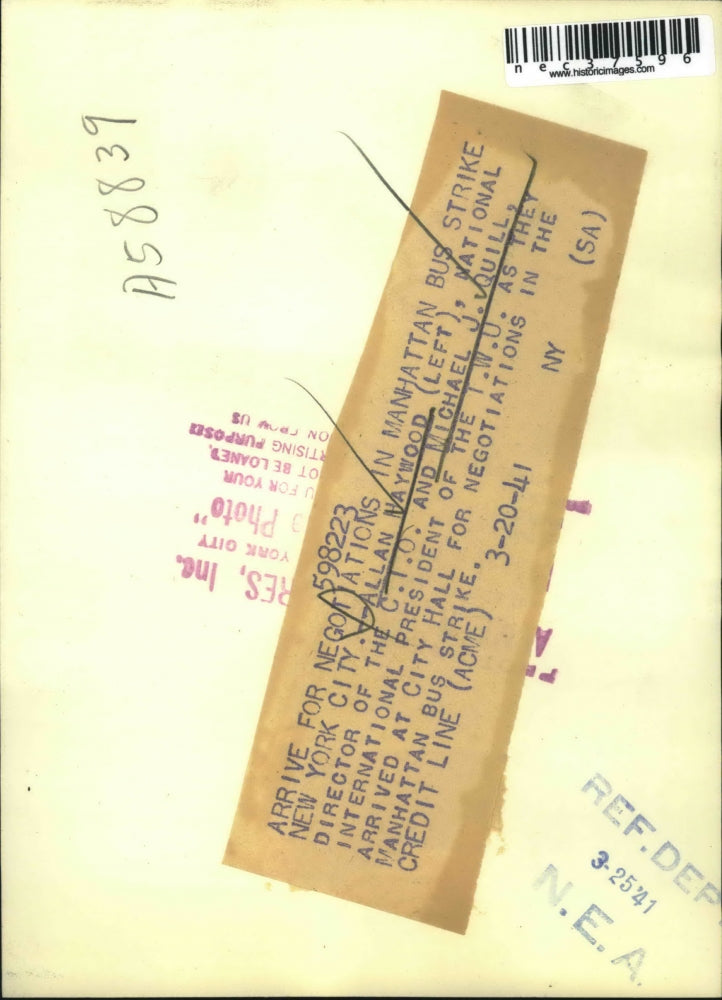 n e c 3 7 5 9 6
www.historicimages.com
A58839
598223
ARRIVE FOR NEGOTIATIONS IN MANHATTAN BUS STRIKE
NEW YORK CITY.--ALLAN HAYWOOD (LEFT), NATIONAL
DIRECTOR OF THE C.I.O. AND MICHAEL J. QUILL,
INTERNATIONAL PRESIDENT OF THE T.W.U. AS THEY
ARRIVED AT CITY HALL FOR NEGOTIATIONS IN THE
MANHATTAN BUS STRIKE.
CREDIT LINE (ACME) 3-20-41 NY (SA)
RES, Inc.
YORK CITY
Photo"
U FOR YOUR
OT BE LOANED,
RTISING PURPOSES
ON FROM US
REF. DEP
3-25'41
N. E. A.